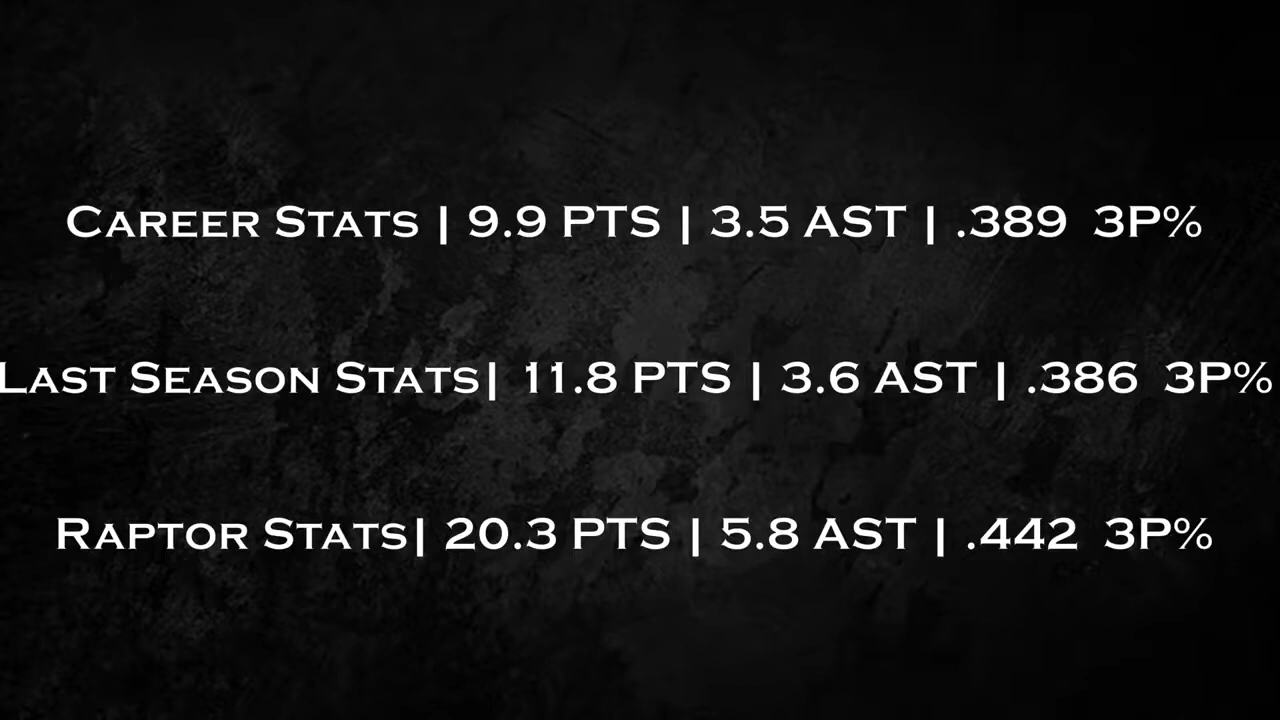 Career Stats | 9.9 PTS | 3.5 AST | .389 3P%
Last Season Stats| 11.8 PTS | 3.6 AST | .386 3P%
Raptor Stats| 20.3 PTS | 5.8 AST | .442 3P%